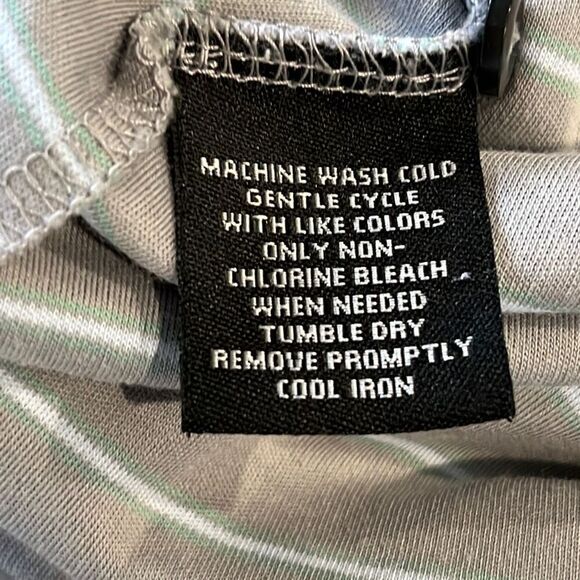 MACHINE WASH COLD
GENTLE CYCLE
WITH LIKE COLORS
ONLY NON-
CHLORINE BLEACH
WHEN NEEDED
TUMBLE DRY
REMOVE PROMPTLY
COOL IRON